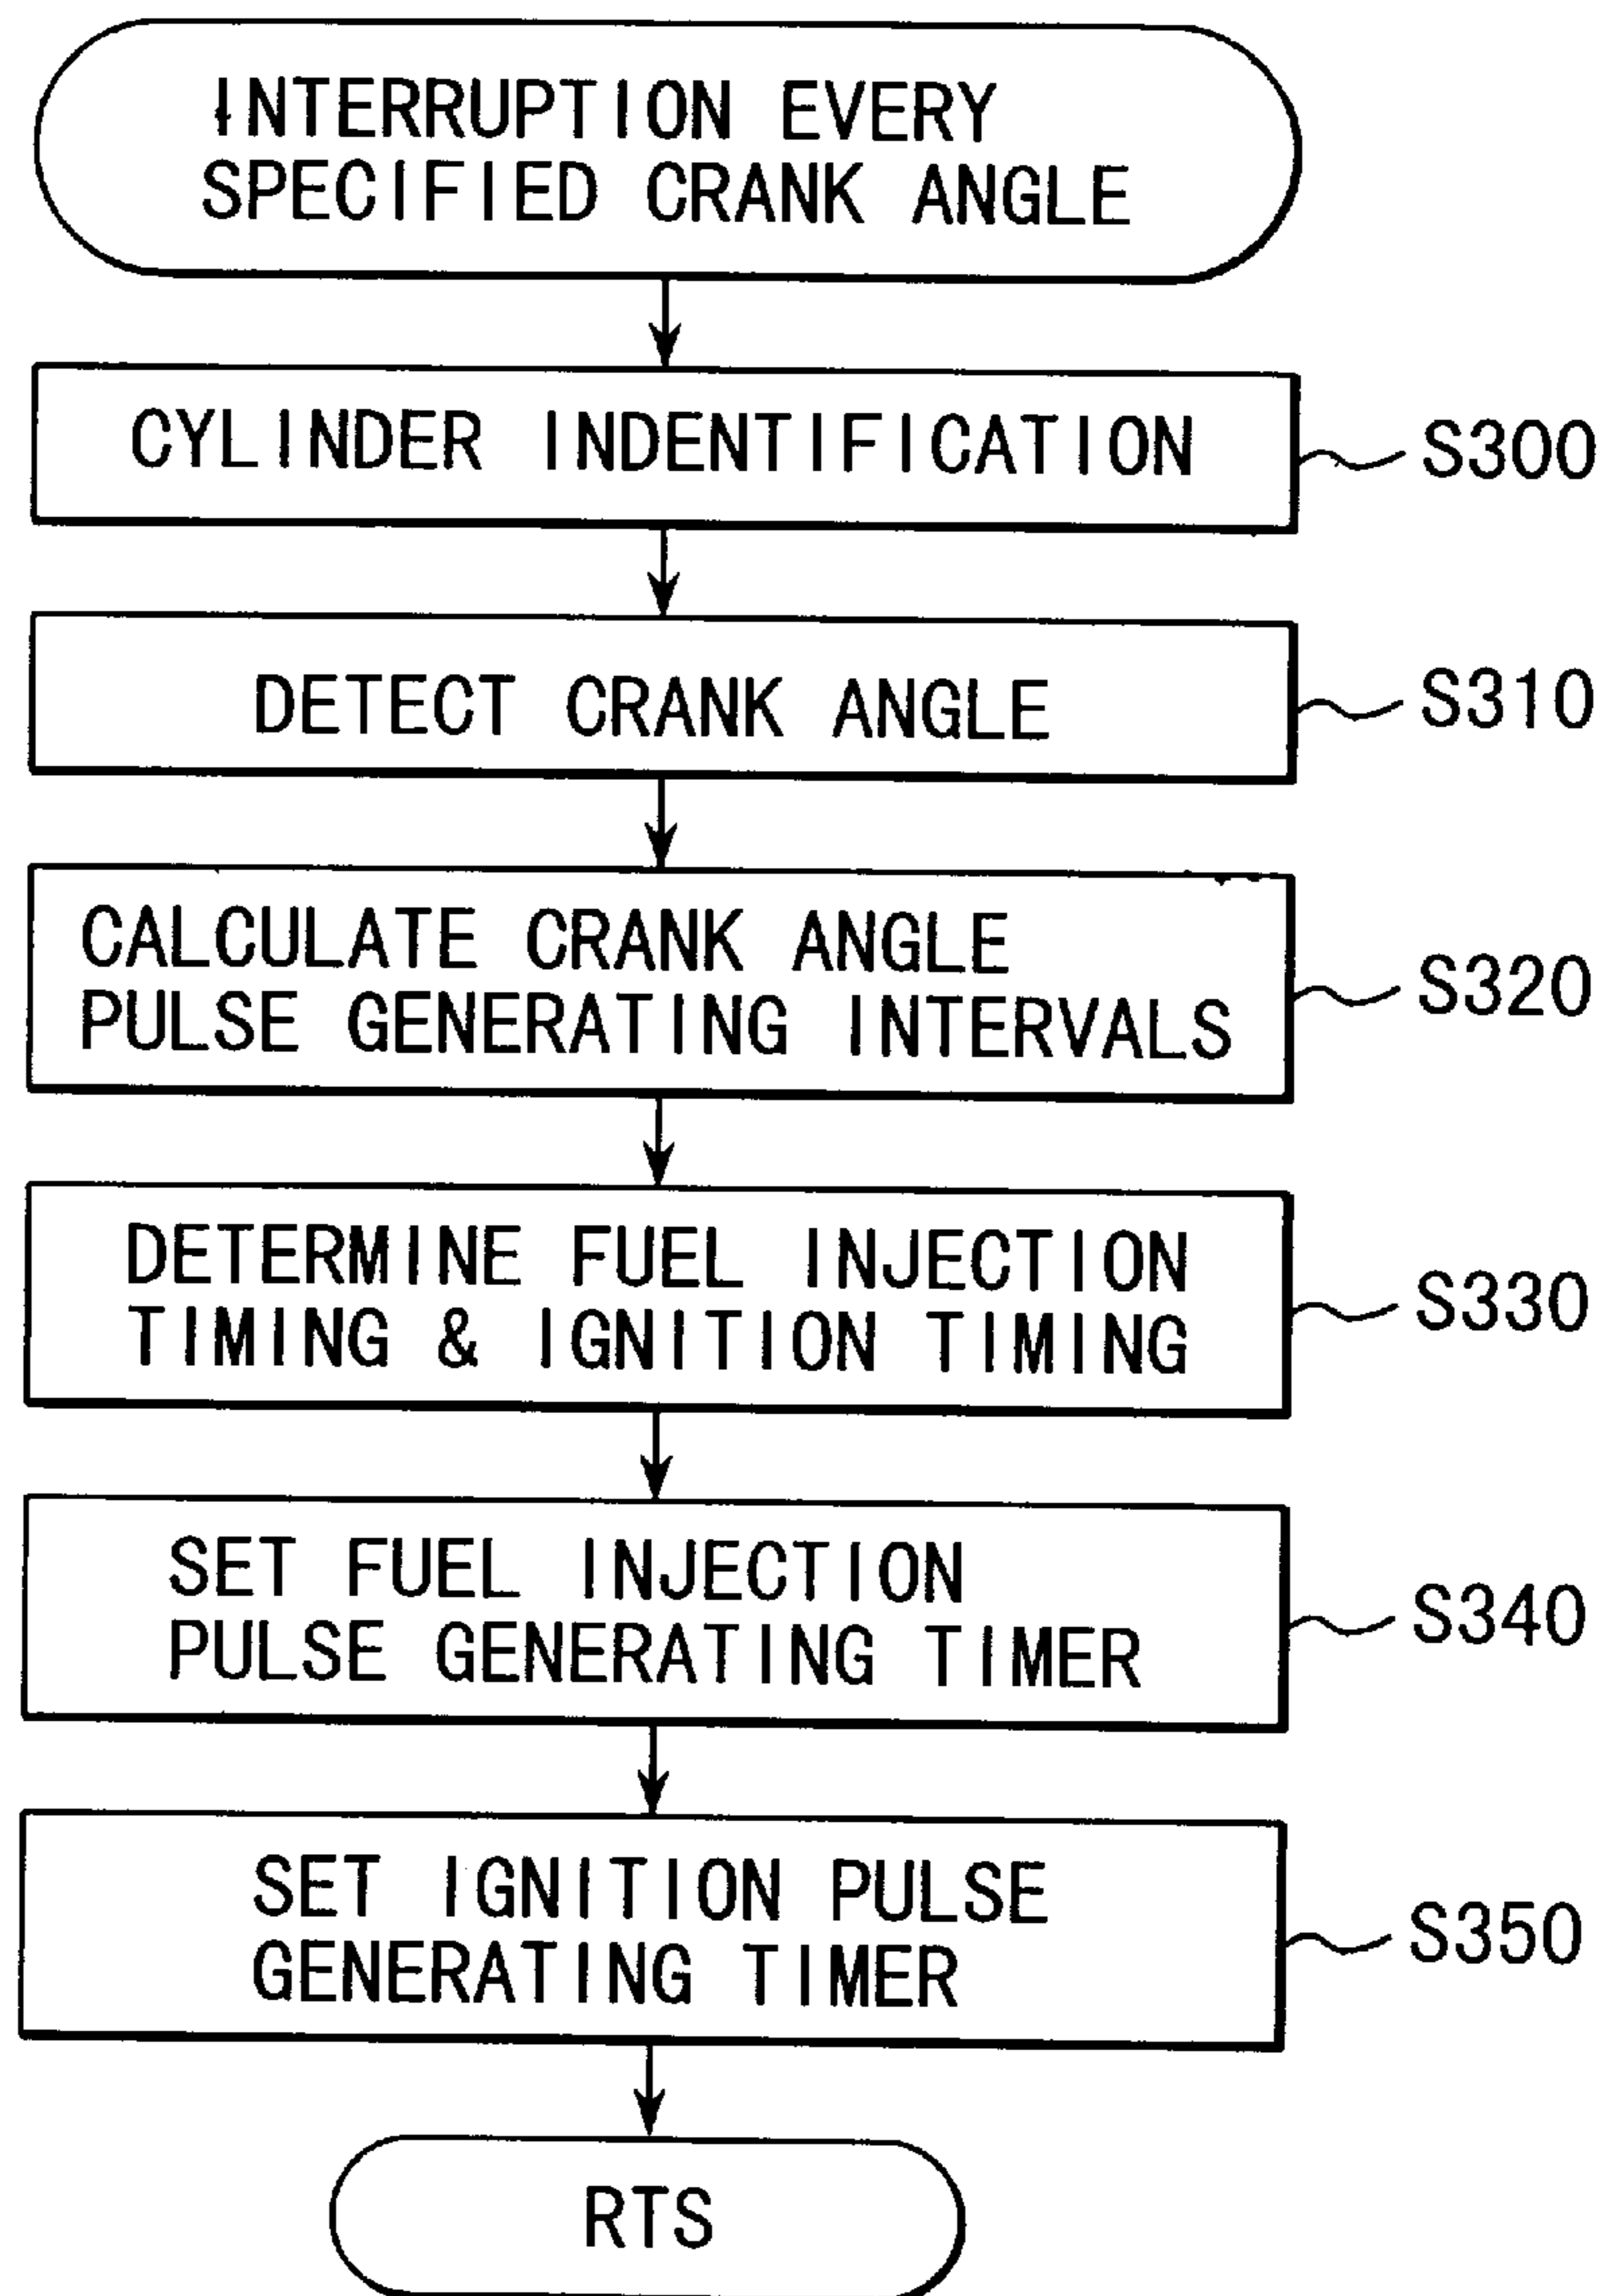 INTERRUPTION EVERY
SPECIFIED CRANK ANGLE
CYLINDER INDENTIFICATION
S300
DETECT CRANK ANGLE
S310
CALCULATE CRANK ANGLE
PULSE GENERATING INTERVALS
S320
DETERMINE FUEL INJECTION
TIMING & IGNITION TIMING
S330
SET FUEL INJECTION
PULSE GENERATING TIMER
S340
SET IGNITION PULSE
GENERATING TIMER
S350
RTS